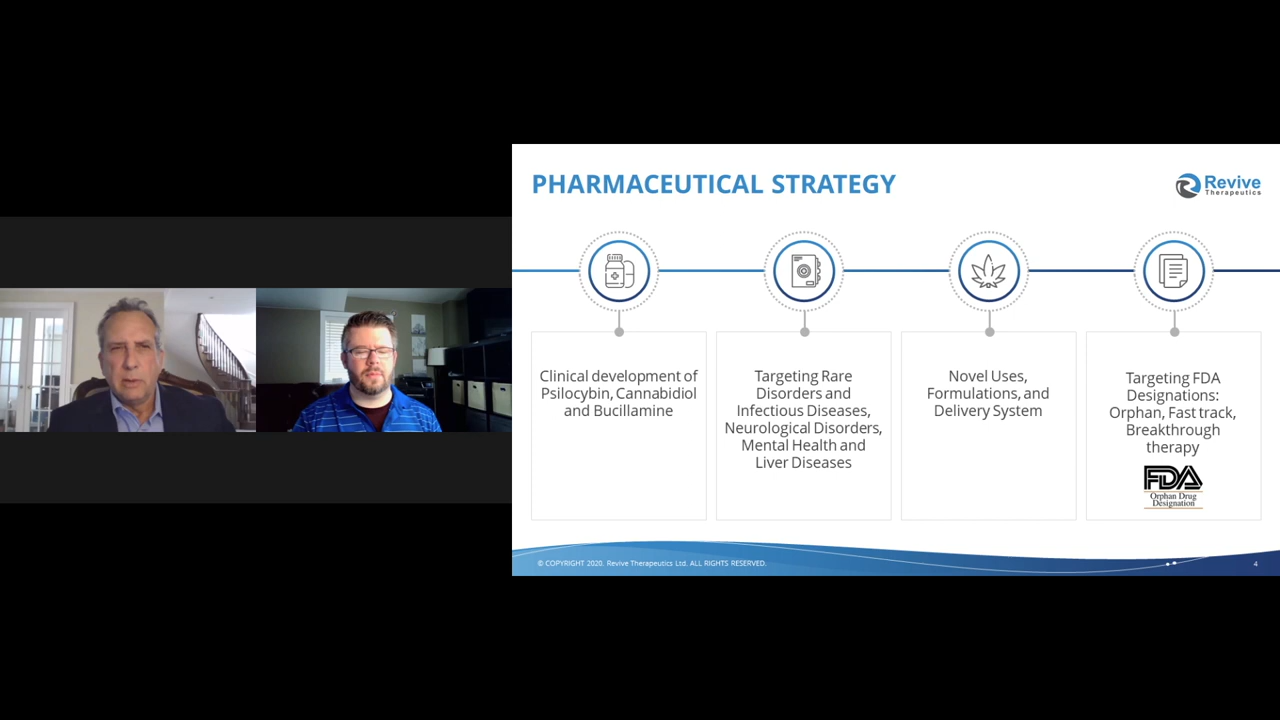 PHARMACEUTICAL STRATEGY
Revive
Therapeutics
Clinical development of
Psilocybin, Cannabidiol
and Bucillamine
Targeting Rare
Disorders and
Infectious Diseases,
Neurological Disorders,
Mental Health and
Liver Diseases
Novel Uses,
Formulations, and
Delivery System
Targeting FDA
Designations:
Orphan, Fast track,
Breakthrough
therapy
FDA
Orphan Drug
Designation
© COPYRIGHT 2020. Revive Therapeutics Ltd. ALL RIGHTS RESERVED.
4